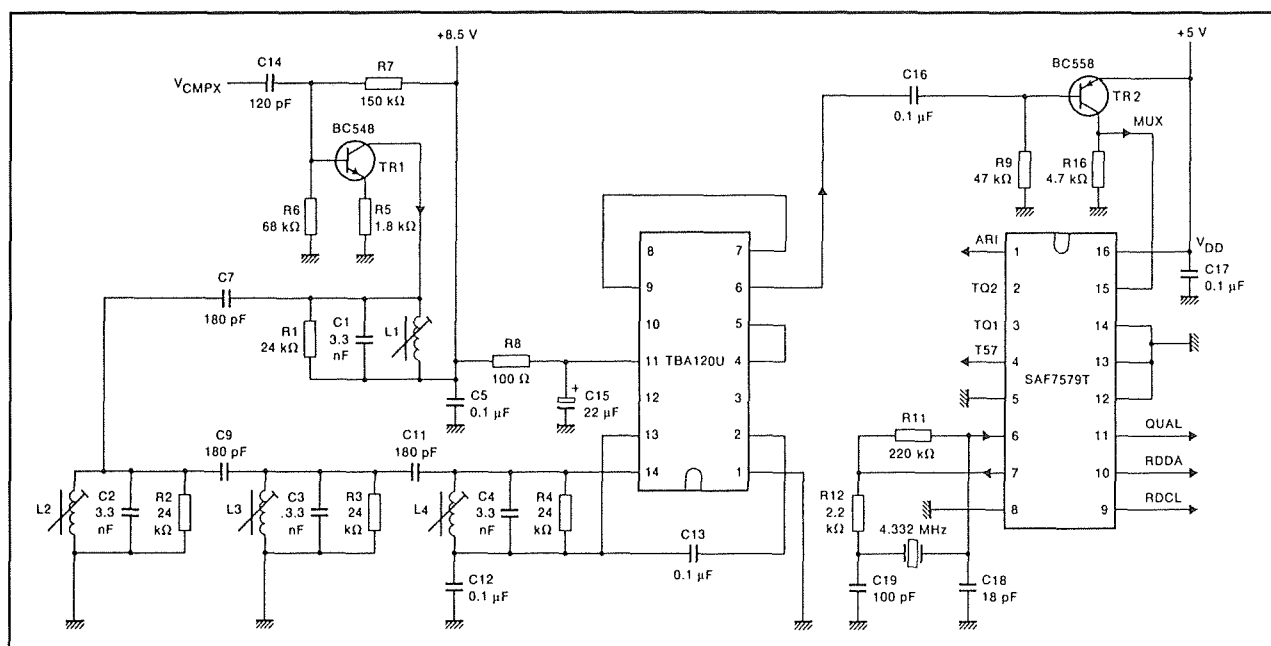 +8.5 V
+5 V
C14
VCMPX
120 pF
R7
150 kΩ
BC548
TR1
R6
68 kΩ
R5
1.8 kΩ
C7
180 pF
R1
24 kΩ
C1
3.3
nF
L1
R8
100 Ω
C5
0.1 µF
C15
+
22 µF
C9
180 pF
C11
180 pF
L2
C2
3.3
nF
R2
24
kΩ
L3
C3
.3.3
nF
R3
24
kΩ
L4
C4
3.3
nF
R4
24
kΩ
C12
0.1 µF
C13
0.1 µF
8
7
9
6
10
5
11
4
TBA120U
12
3
13
2
14
1
C16
0.1 µF
BC558
TR2
MUX
R9
47 kΩ
R16
4.7 kΩ
VDD
C17
0.1 µF
ARI
1
16
TQ2
2
15
TQ1
3
14
T57
4
13
SAF7579T
5
12
6
11
QUAL
7
10
RDDA
8
9
RDCL
R11
220 kΩ
R12
2.2
kΩ
4.332 MHz
C19
100 pF
C18
18 pF